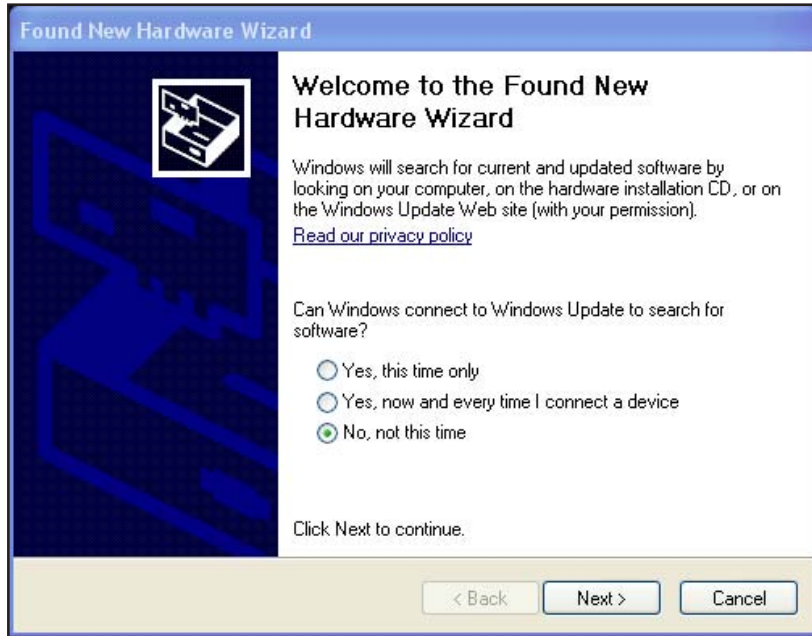 Found New Hardware Wizard
Welcome to the Found New
Hardware Wizard
Windows will search for current and updated software by
looking on your computer, on the hardware installation CD, or on
the Windows Update Web site (with your permission).
Read our privacy policy
Can Windows connect to Windows Update to search for
software?
Yes, this time only
Yes, now and every time I connect a device
No, not this time
Click Next to continue.
< Back Next > Cancel